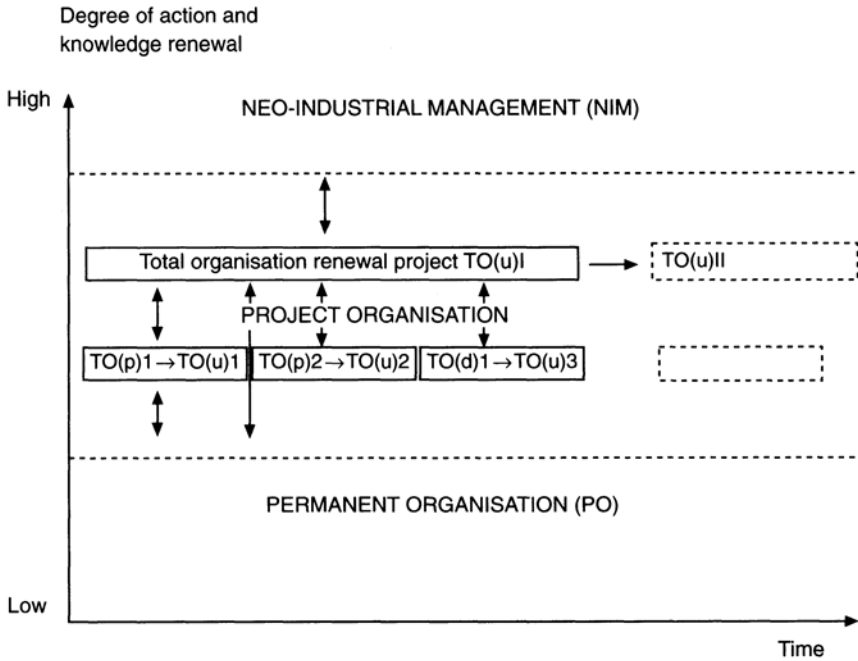 Degree of action and
knowledge renewal
High
NEO-INDUSTRIAL MANAGEMENT (NIM)
Total organisation renewal project TO(u)I
TO(u)II
PROJECT ORGANISATION
TO(p)1→TO(u)1
TO(p)2→TO(u)2
TO(d)1→TO(u)3
PERMANENT ORGANISATION (PO)
Low
Time